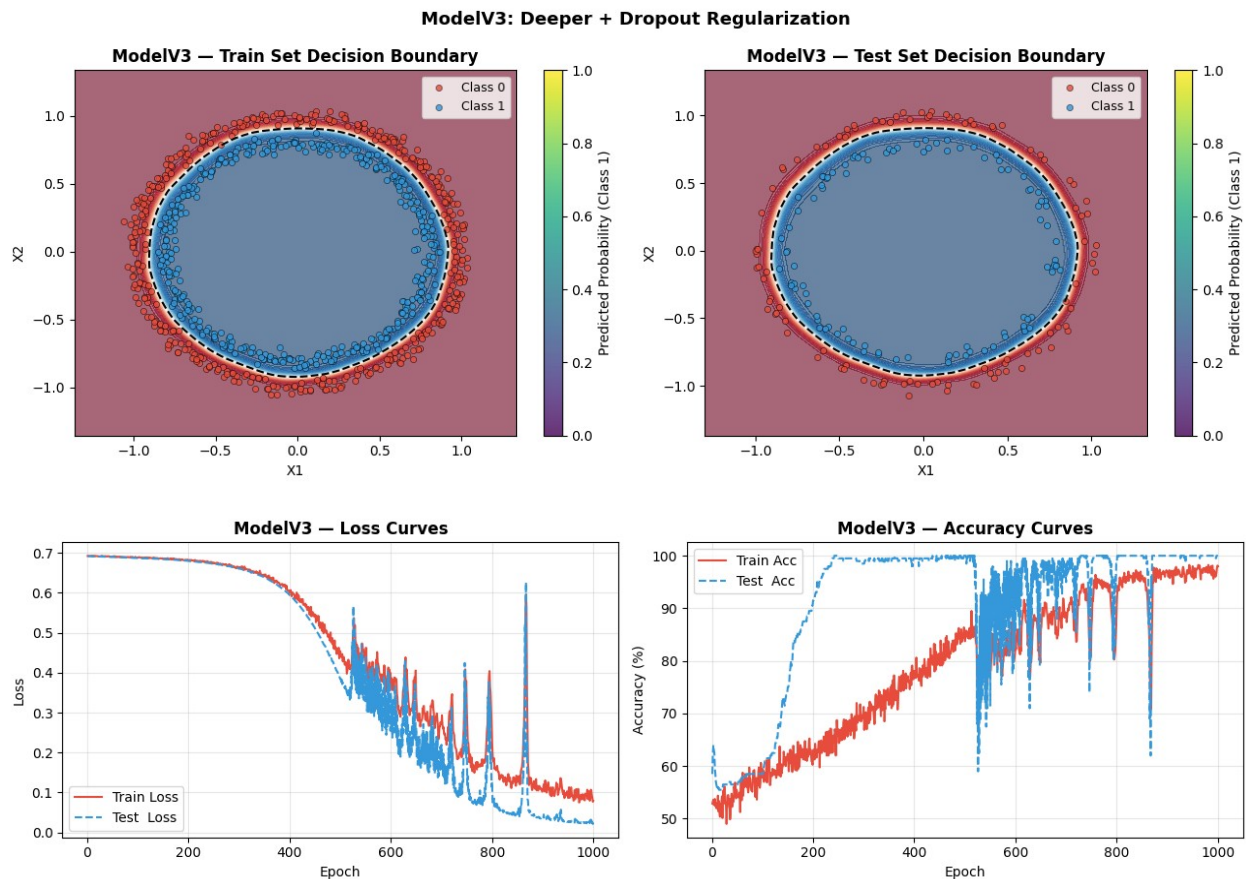 ModelV3: Deeper + Dropout Regularization
ModelV3 — Train Set Decision Boundary
Class 0
Class 1
1.0
0.5
0.0
−0.5
−1.0
X2
−1.0 −0.5 0.0 0.5 1.0
X1
1.0
0.8
0.6
0.4
0.2
0.0
Predicted Probability (Class 1)
ModelV3 — Test Set Decision Boundary
Class 0
Class 1
1.0
0.5
0.0
−0.5
−1.0
X2
−1.0 −0.5 0.0 0.5 1.0
X1
1.0
0.8
0.6
0.4
0.2
0.0
Predicted Probability (Class 1)
ModelV3 — Loss Curves
0.7
0.6
0.5
0.4
0.3
0.2
0.1
0.0
Loss
Train Loss
Test Loss
0 200 400 600 800 1000
Epoch
ModelV3 — Accuracy Curves
Train Acc
Test Acc
100
90
80
70
60
50
Accuracy (%)
0 200 400 600 800 1000
Epoch